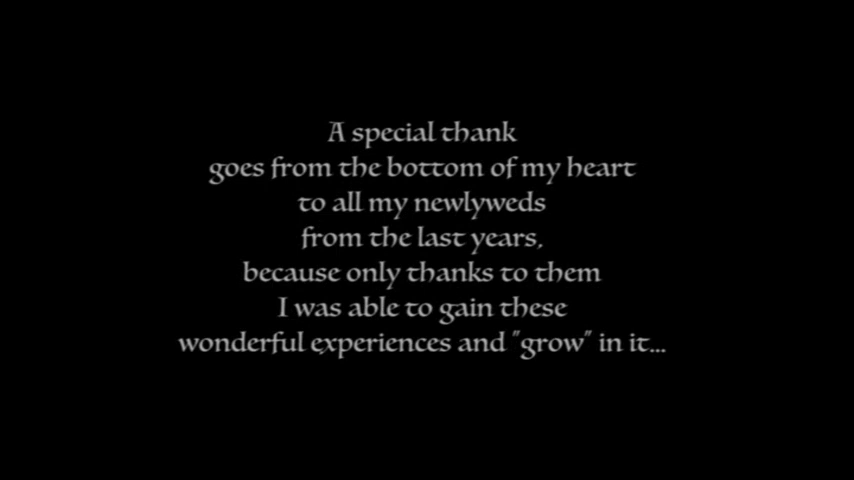 A special thank
goes from the bottom of my heart
to all my newlyweds
from the last years,
because only thanks to them
I was able to gain these
wonderful experiences and "grow" in it...